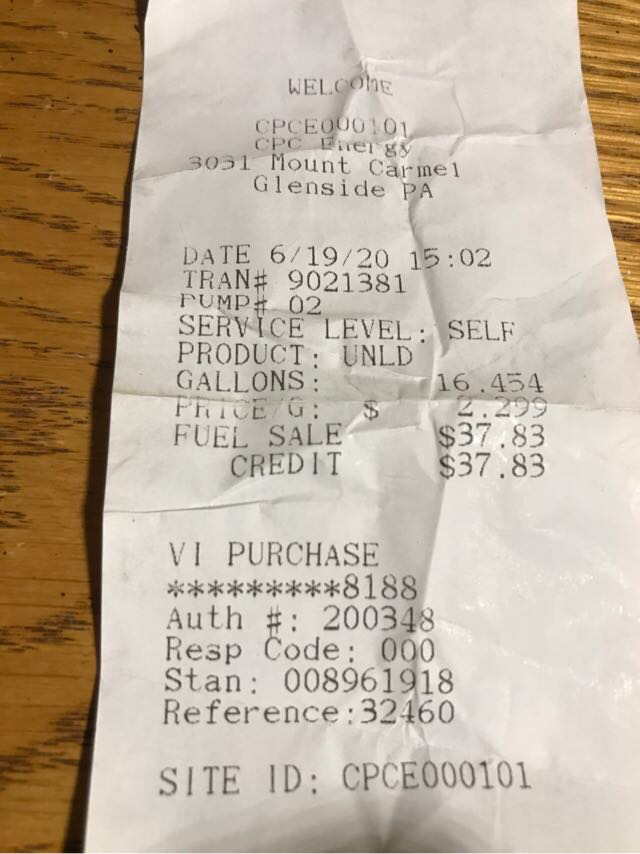 WELCOME
CPCE000101
CPC Energy
3031 Mount Carmel
Glenside PA
DATE 6/19/20 15:02
TRAN# 9021381
PUMP# 02
SERVICE LEVEL: SELF
PRODUCT: UNLD
GALLONS: 16.454
PRICE/G: $ 2.299
FUEL SALE $37.83
CREDIT $37.83
VI PURCHASE
*********8188
Auth #: 200348
Resp Code: 000
Stan: 008961918
Reference:32460
SITE ID: CPCE000101